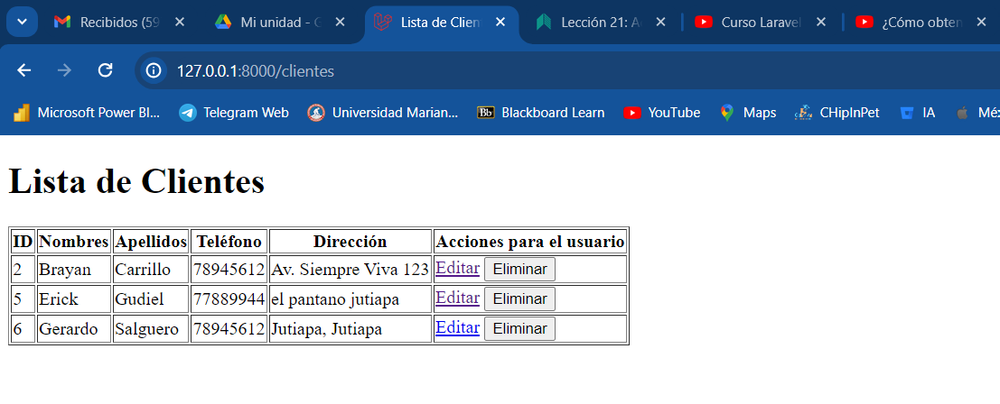 Recibidos (59
Mi unidad - G
Lista de Clien
Lección 21: A
Curso Laravel
¿Cómo obten
127.0.0.1:8000/clientes
Microsoft Power BI...
Telegram Web
Universidad Marian...
Bb
Blackboard Learn
YouTube
Maps
CHipInPet
IA
Lista de Clientes
ID Nombres Apellidos Teléfono Dirección Acciones para el usuario
2 Brayan Carrillo 78945612 Av. Siempre Viva 123 Editar Eliminar
5 Erick Gudiel 77889944 el pantano jutiapa Editar Eliminar
6 Gerardo Salguero 78945612 Jutiapa, Jutiapa Editar Eliminar